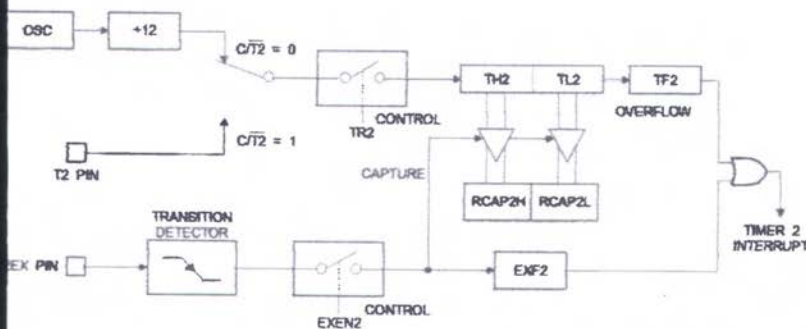 OSC
÷12
C/T2 = 0
TH2
TL2
TF2
CONTROL
OVERFLOW
TR2
C/T2 = 1
T2 PIN
CAPTURE
RCAP2H
RCAP2L
TRANSITION
DETECTOR
TIMER 2
INTERRUPT
EX PIN
EXF2
CONTROL
EXEN2